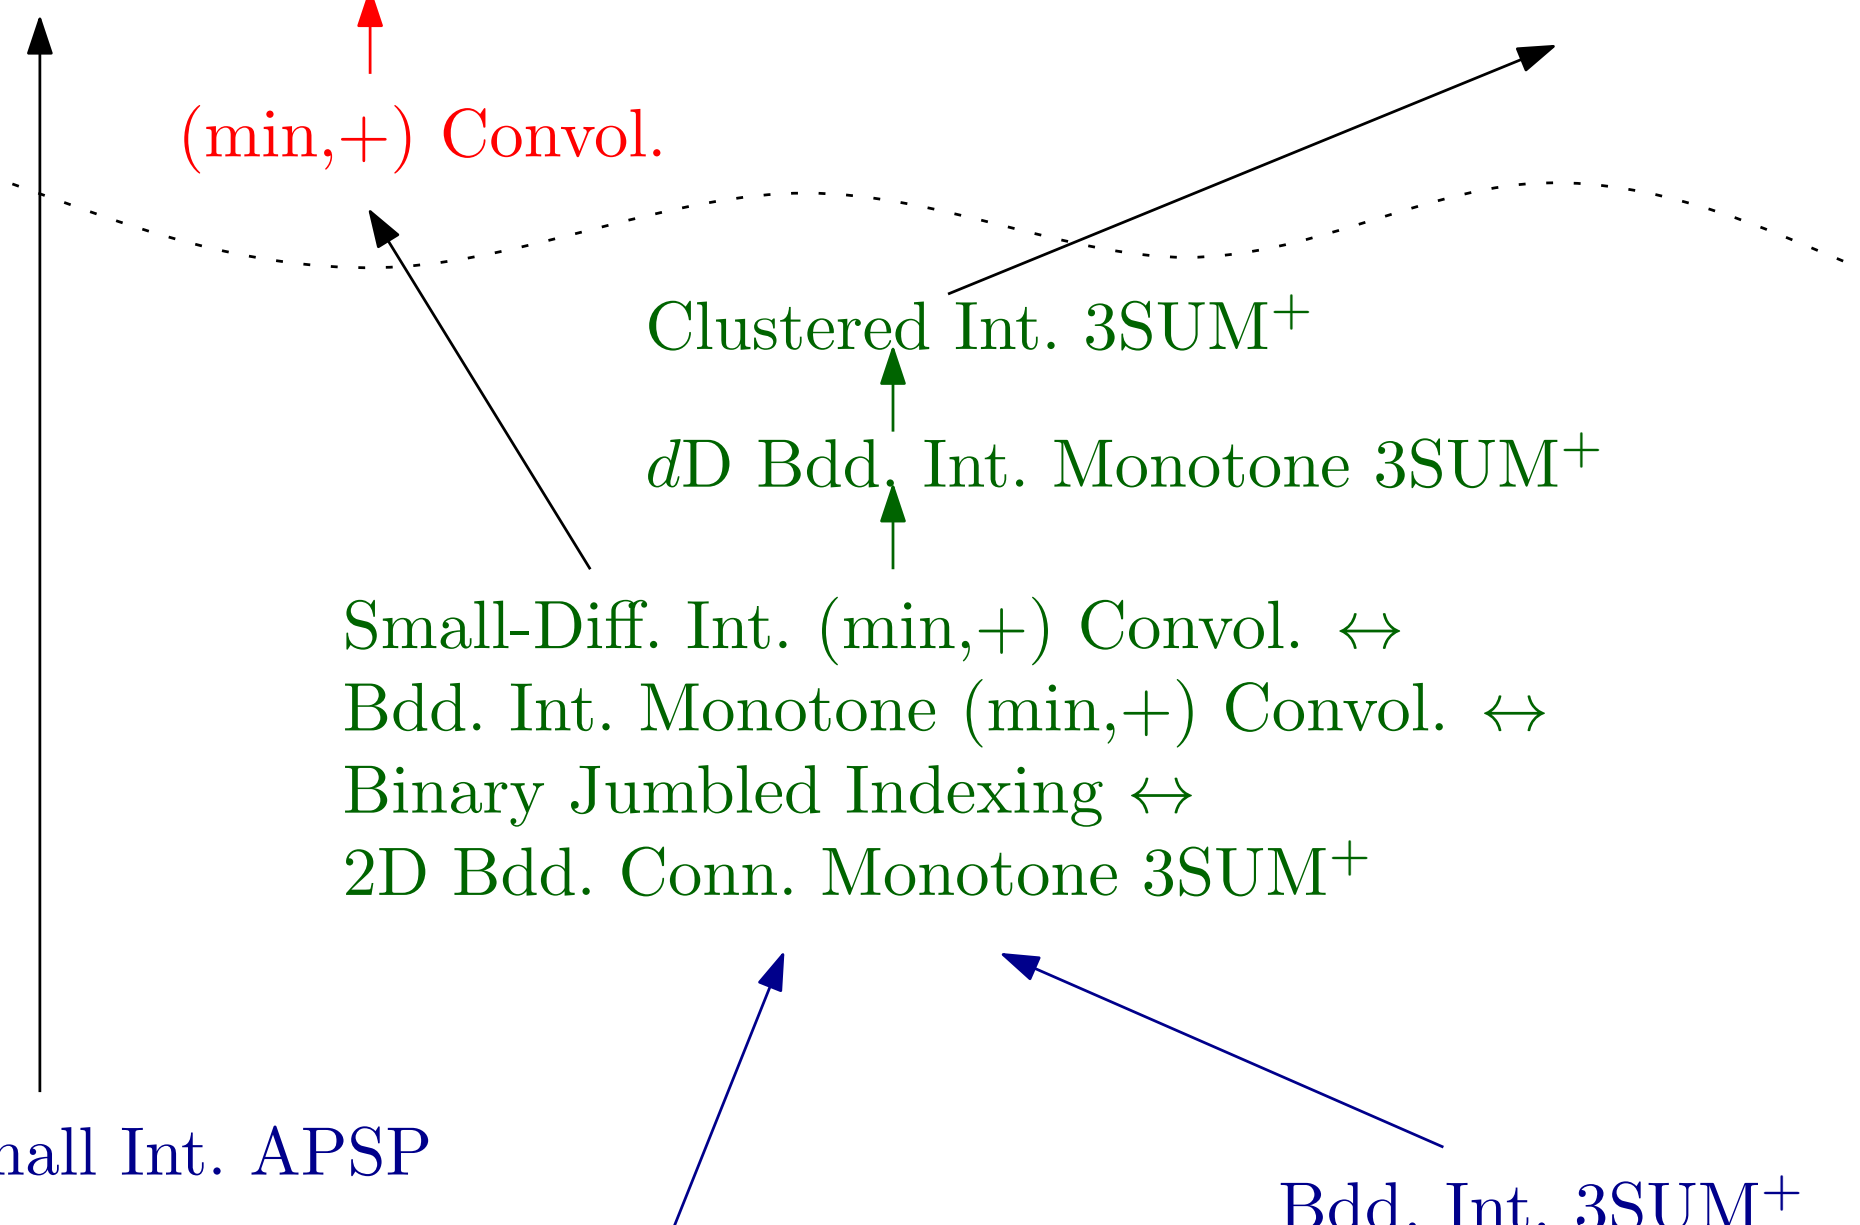 (min,+) Convol.
Clustered Int. 3SUM⁺
dD Bdd. Int. Monotone 3SUM⁺
Small-Diff. Int. (min,+) Convol. ↔
Bdd. Int. Monotone (min,+) Convol. ↔
Binary Jumbled Indexing ↔
2D Bdd. Conn. Monotone 3SUM⁺
Int. APSP
Bdd. Int. 3SUM⁺